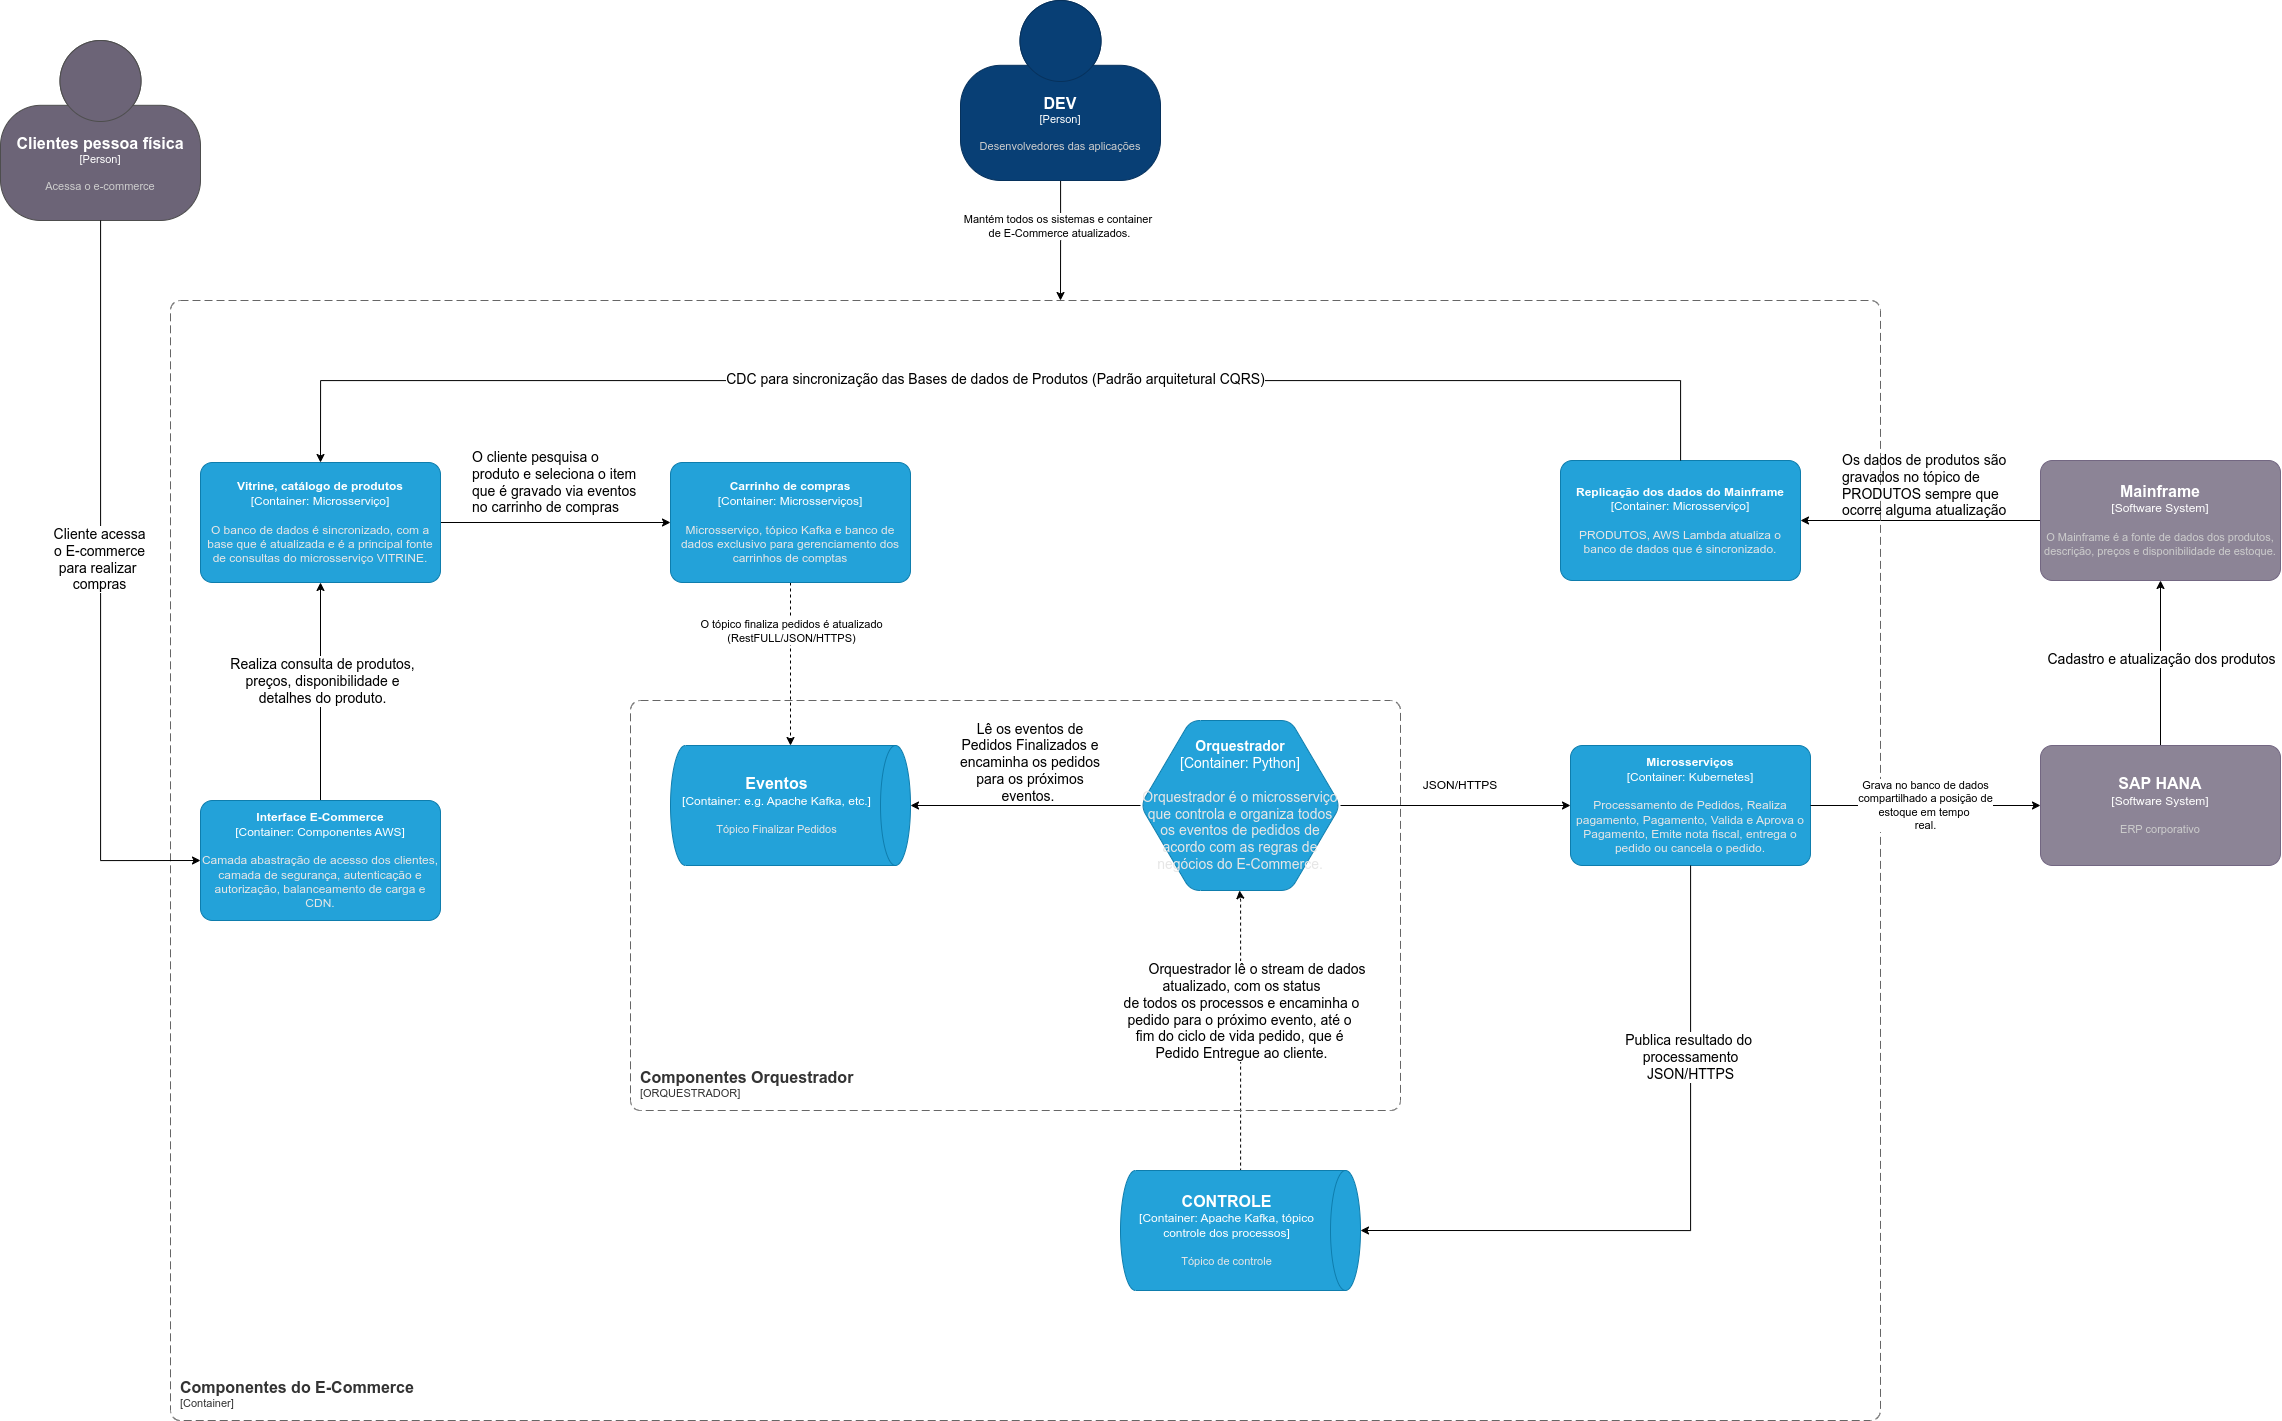 DEV
[Person]
Desenvolvedores das aplicações
Clientes pessoa física
[Person]
Acessa o e-commerce
Mantém todos os sistemas e container
de E-Commerce atualizados.
CDC para sincronização das Bases de dados de Produtos (Padrão arquitetural CQRS)
Cliente acessa
o E-commerce
para realizar
compras
Vitrine, catálogo de produtos
[Container: Microsserviço]
O banco de dados é sincronizado, com a
base que é atualizada e é a principal fonte
de consultas do microsserviço VITRINE.
O cliente pesquisa o
produto e seleciona o item
que é gravado via eventos
no carrinho de compras
Carrinho de compras
[Container: Microsserviços]
Microsserviço, tópico Kafka e banco de
dados exclusivo para gerenciamento dos
carrinhos de comptas
Replicação dos dados do Mainframe
[Container: Microsserviço]
PRODUTOS, AWS Lambda atualiza o
banco de dados que é sincronizado.
Os dados de produtos são
gravados no tópico de
PRODUTOS sempre que
ocorre alguma atualização
Mainframe
[Software System]
O Mainframe é a fonte de dados dos produtos,
descrição, preços e disponibilidade de estoque.
O tópico finaliza pedidos é atualizado
(RestFULL/JSON/HTTPS)
Realiza consulta de produtos,
preços, disponibilidade e
detalhes do produto.
Cadastro e atualização dos produtos
Interface E-Commerce
[Container: Componentes AWS]
Camada abastração de acesso dos clientes,
camada de segurança, autenticação e
autorização, balanceamento de carga e
CDN.
Eventos
[Container: e.g. Apache Kafka, etc.]
Tópico Finalizar Pedidos
Lê os eventos de
Pedidos Finalizados e
encaminha os pedidos
para os próximos
eventos.
Orquestrador
[Container: Python]
Orquestrador é o microsserviço
que controla e organiza todos
os eventos de pedidos de
acordo com as regras de
negócios do E-Commerce.
JSON/HTTPS
Microsserviços
[Container: Kubernetes]
Processamento de Pedidos, Realiza
pagamento, Pagamento, Valida e Aprova o
Pagamento, Emite nota fiscal, entrega o
pedido ou cancela o pedido.
Grava no banco de dados
compartilhado a posição de
estoque em tempo
real.
SAP HANA
[Software System]
ERP corporativo
Orquestrador lê o stream de dados
atualizado, com os status
de todos os processos e encaminha o
pedido para o próximo evento, até o
fim do ciclo de vida pedido, que é
Pedido Entregue ao cliente.
Publica resultado do
processamento
JSON/HTTPS
Componentes Orquestrador
[ORQUESTRADOR]
CONTROLE
[Container: Apache Kafka, tópico
controle dos processos]
Tópico de controle
Componentes do E-Commerce
[Container]